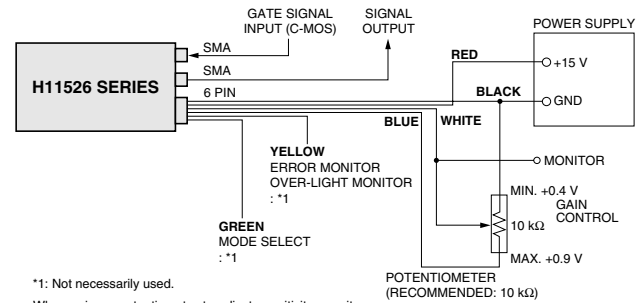 GATE SIGNAL
INPUT (C-MOS)
SIGNAL
OUTPUT
POWER SUPPLY
SMA
RED
+15 V
H11526 SERIES
SMA
6 PIN
BLACK
GND
BLUE
WHITE
YELLOW
ERROR MONITOR
OVER-LIGHT MONITOR
: *1
MONITOR
MIN. +0.4 V
GAIN
CONTROL
10 kΩ
GREEN
MODE SELECT
: *1
MAX. +0.9 V
POTENTIOMETER
(RECOMMENDED: 10 kΩ)
*1: Not necessarily used.